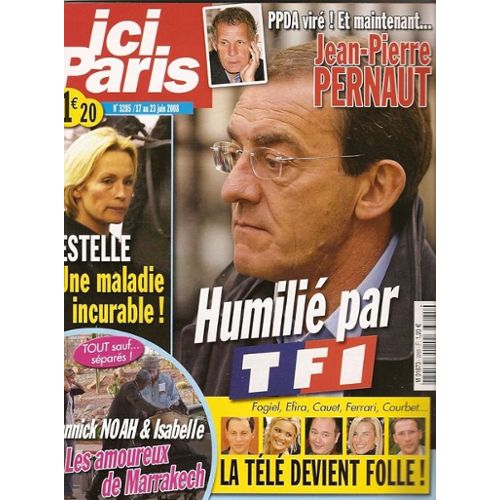 ici
Paris
N° 3285 / 17 au 23 juin 2008
1€20
PPDA viré ! Et maintenant...
Jean-Pierre
PERNAUT
ESTELLE
Une maladie
incurable !
Humilié par
TF1
TOUT sauf...
séparés !
nnick NOAH & Isabelle
Les amoureux
de Marrakech
Fogiel, Efira, Cauet, Ferrari, Courbet...
LA TÉLÉ DEVIENT FOLLE !